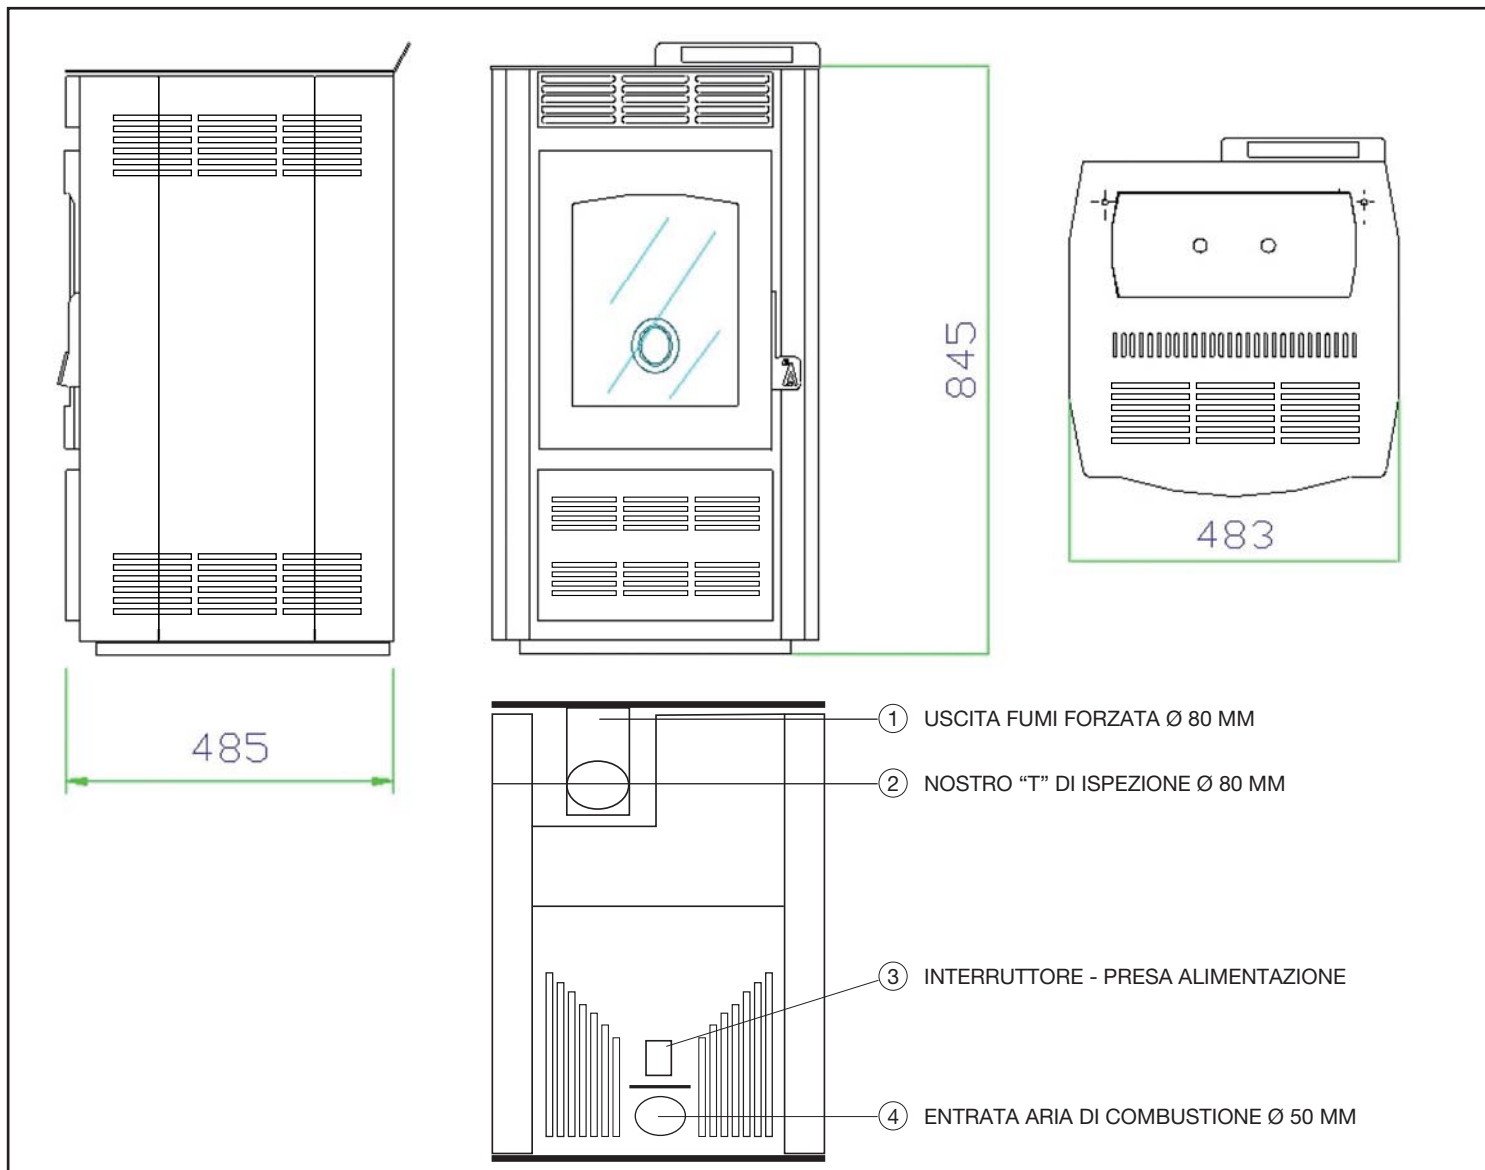 845
483
485
1 USCITA FUMI FORZATA Ø 80 MM
2 NOSTRO “T” DI ISPEZIONE Ø 80 MM
3 INTERRUTTORE - PRESA ALIMENTAZIONE
4 ENTRATA ARIA DI COMBUSTIONE Ø 50 MM